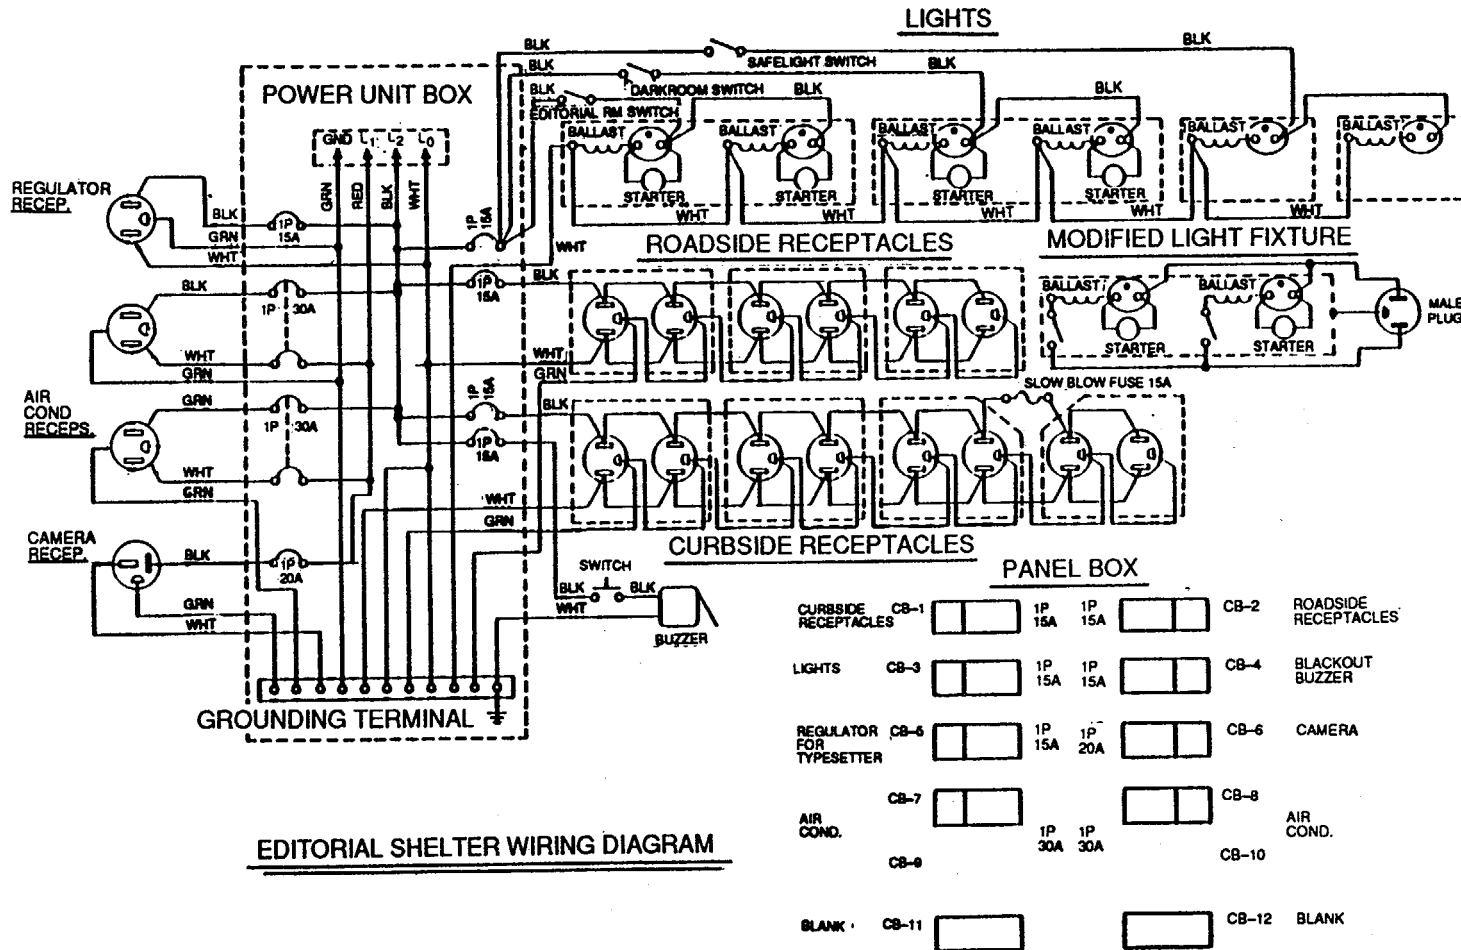 LIGHTS
BLK
BLK
SAFELIGHT SWITCH
BLK
BLK
DARKROOM SWITCH
BLK
BLK
BLK
EDITORIAL RM SWITCH
POWER UNIT BOX
GND L1 L2 L0
GRN
RED
BLK
WHT
1P
15A
WHT
BALLAST
STARTER
BALLAST
STARTER
BALLAST
STARTER
BALLAST
STARTER
BALLAST
BALLAST
WHT
WHT
WHT
WHT
WHT
REGULATOR
RECEP.
BLK
1P
15A
GRN
WHT
ROADSIDE RECEPTACLES
MODIFIED LIGHT FIXTURE
BLK
1P 30A
WHT
GRN
1P
15A
BLK
WHT
GRN
BALLAST
STARTER
BALLAST
STARTER
MALE
PLUG
SLOW BLOW FUSE 15A
AIR
COND
RECEPS.
GRN
1P 30A
WHT
GRN
1P
15A
BLK
1P
15A
WHT
GRN
CURBSIDE RECEPTACLES
CAMERA
RECEP.
BLK
1P
20A
GRN
WHT
SWITCH
BLK BLK
WHT
BUZZER
GROUNDING TERMINAL
PANEL BOX
CURBSIDE
RECEPTACLES
CB-1
1P
15A
1P
15A
CB-2
ROADSIDE
RECEPTACLES
LIGHTS
CB-3
1P
15A
1P
15A
CB-4
BLACKOUT
BUZZER
REGULATOR
FOR
TYPESETTER
CB-5
1P
15A
1P
20A
CB-6
CAMERA
CB-7
CB-8
AIR
COND.
1P
30A
1P
30A
AIR
COND.
CB-9
CB-10
BLANK
CB-11
CB-12
BLANK
EDITORIAL SHELTER WIRING DIAGRAM